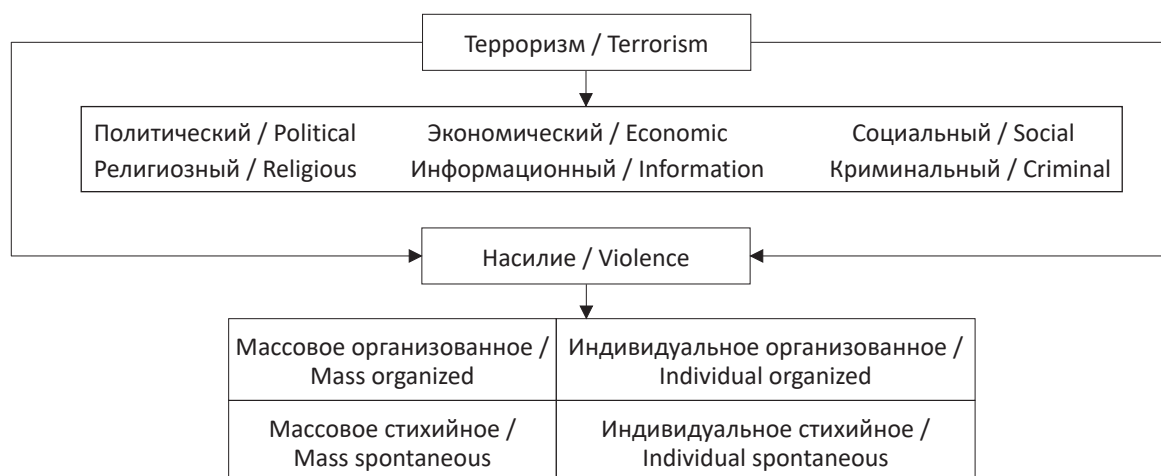 Терроризм / Terrorism
Политический / Political Экономический / Economic Социальный / Social
Религиозный / Religious Информационный / Information Криминальный / Criminal
Насилие / Violence
Массовое организованное / Индивидуальное организованное /
Mass organized Individual organized
Массовое стихийное / Индивидуальное стихийное /
Mass spontaneous Individual spontaneous